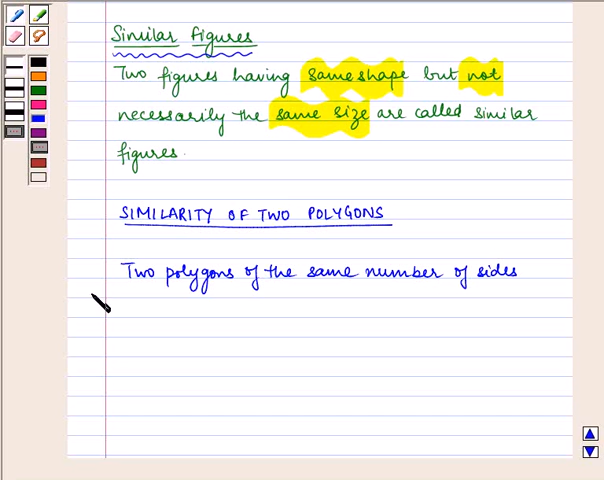 Similar Figures
Two figures having same shape but not
necessarily the same size are called similar
figures.
SIMILARITY OF TWO POLYGONS
Two polygons of the same number of sides